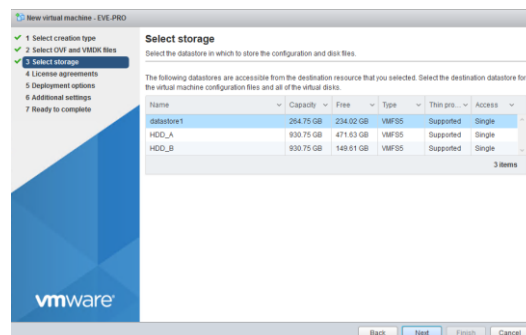 New virtual machine - EVE-PRO
1 Select creation type
2 Select OVF and VMDK files
3 Select storage
4 License agreements
5 Deployment options
6 Additional settings
7 Ready to complete
Select storage
Select the datastore in which to store the configuration and disk files.
The following datastores are accessible from the destination resource that you selected. Select the destination datastore for
the virtual machine configuration files and all of the virtual disks.
Name Capacity Free Type Thin pro... Access
datastore1 264.75 GB 234.02 GB VMFS5 Supported Single
HDD_A 930.75 GB 471.63 GB VMFS5 Supported Single
HDD_B 930.75 GB 149.61 GB VMFS5 Supported Single
3 items
vmware
Back Next Finish Cancel